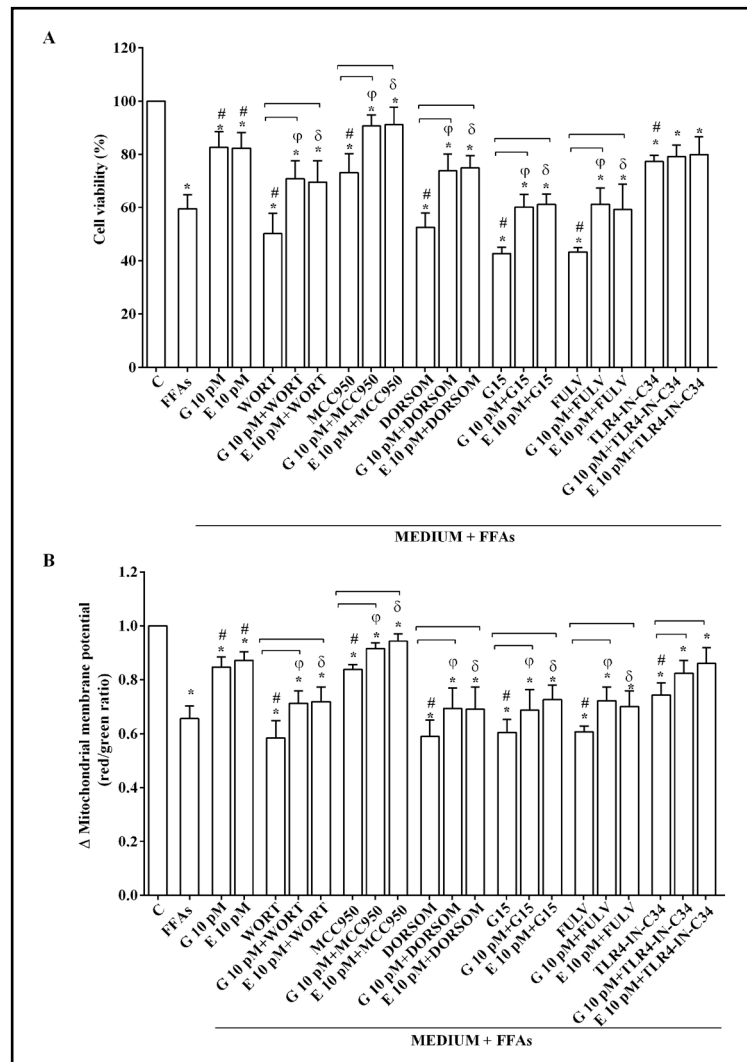 A
120
100
80
60
40
20
0
Cell viability (%)
*
#
*
#
*
#
*
φ
*
δ
*
#
*
φ
*
δ
*
#
*
φ
*
δ
*
#
*
φ
*
δ
*
#
*
φ
*
δ
*
#
*
*
*
C
FFAs
G 10 pM
E 10 pM
WORT
G 10 pM+WORT
E 10 pM+WORT
MCC950
G 10 pM+MCC950
E 10 pM+MCC950
DORSOM
G 10 pM+DORSOM
E 10 pM+DORSOM
G15
G 10 pM+G15
E 10 pM+G15
FULV
G 10 pM+FULV
E 10 pM+FULV
TLR4-IN-C34
G 10 pM+TLR4-IN-C34
E 10 pM+TLR4-IN-C34
MEDIUM + FFAs
B
1.2
1.0
0.8
0.6
0.4
0.2
0.0
Δ Mitochondrial membrane potential
(red/green ratio)
*
#
*
#
*
#
*
φ
*
δ
*
#
*
φ
*
δ
*
#
*
φ
*
δ
*
#
*
φ
*
δ
*
#
*
φ
*
δ
*
#
*
*
*
C
FFAs
G 10 pM
E 10 pM
WORT
G 10 pM+WORT
E 10 pM+WORT
MCC950
G 10 pM+MCC950
E 10 pM+MCC950
DORSOM
G 10 pM+DORSOM
E 10 pM+DORSOM
G15
G 10 pM+G15
E 10 pM+G15
FULV
G 10 pM+FULV
E 10 pM+FULV
TLR4-IN-C34
G 10 pM+TLR4-IN-C34
E 10 pM+TLR4-IN-C34
MEDIUM + FFAs